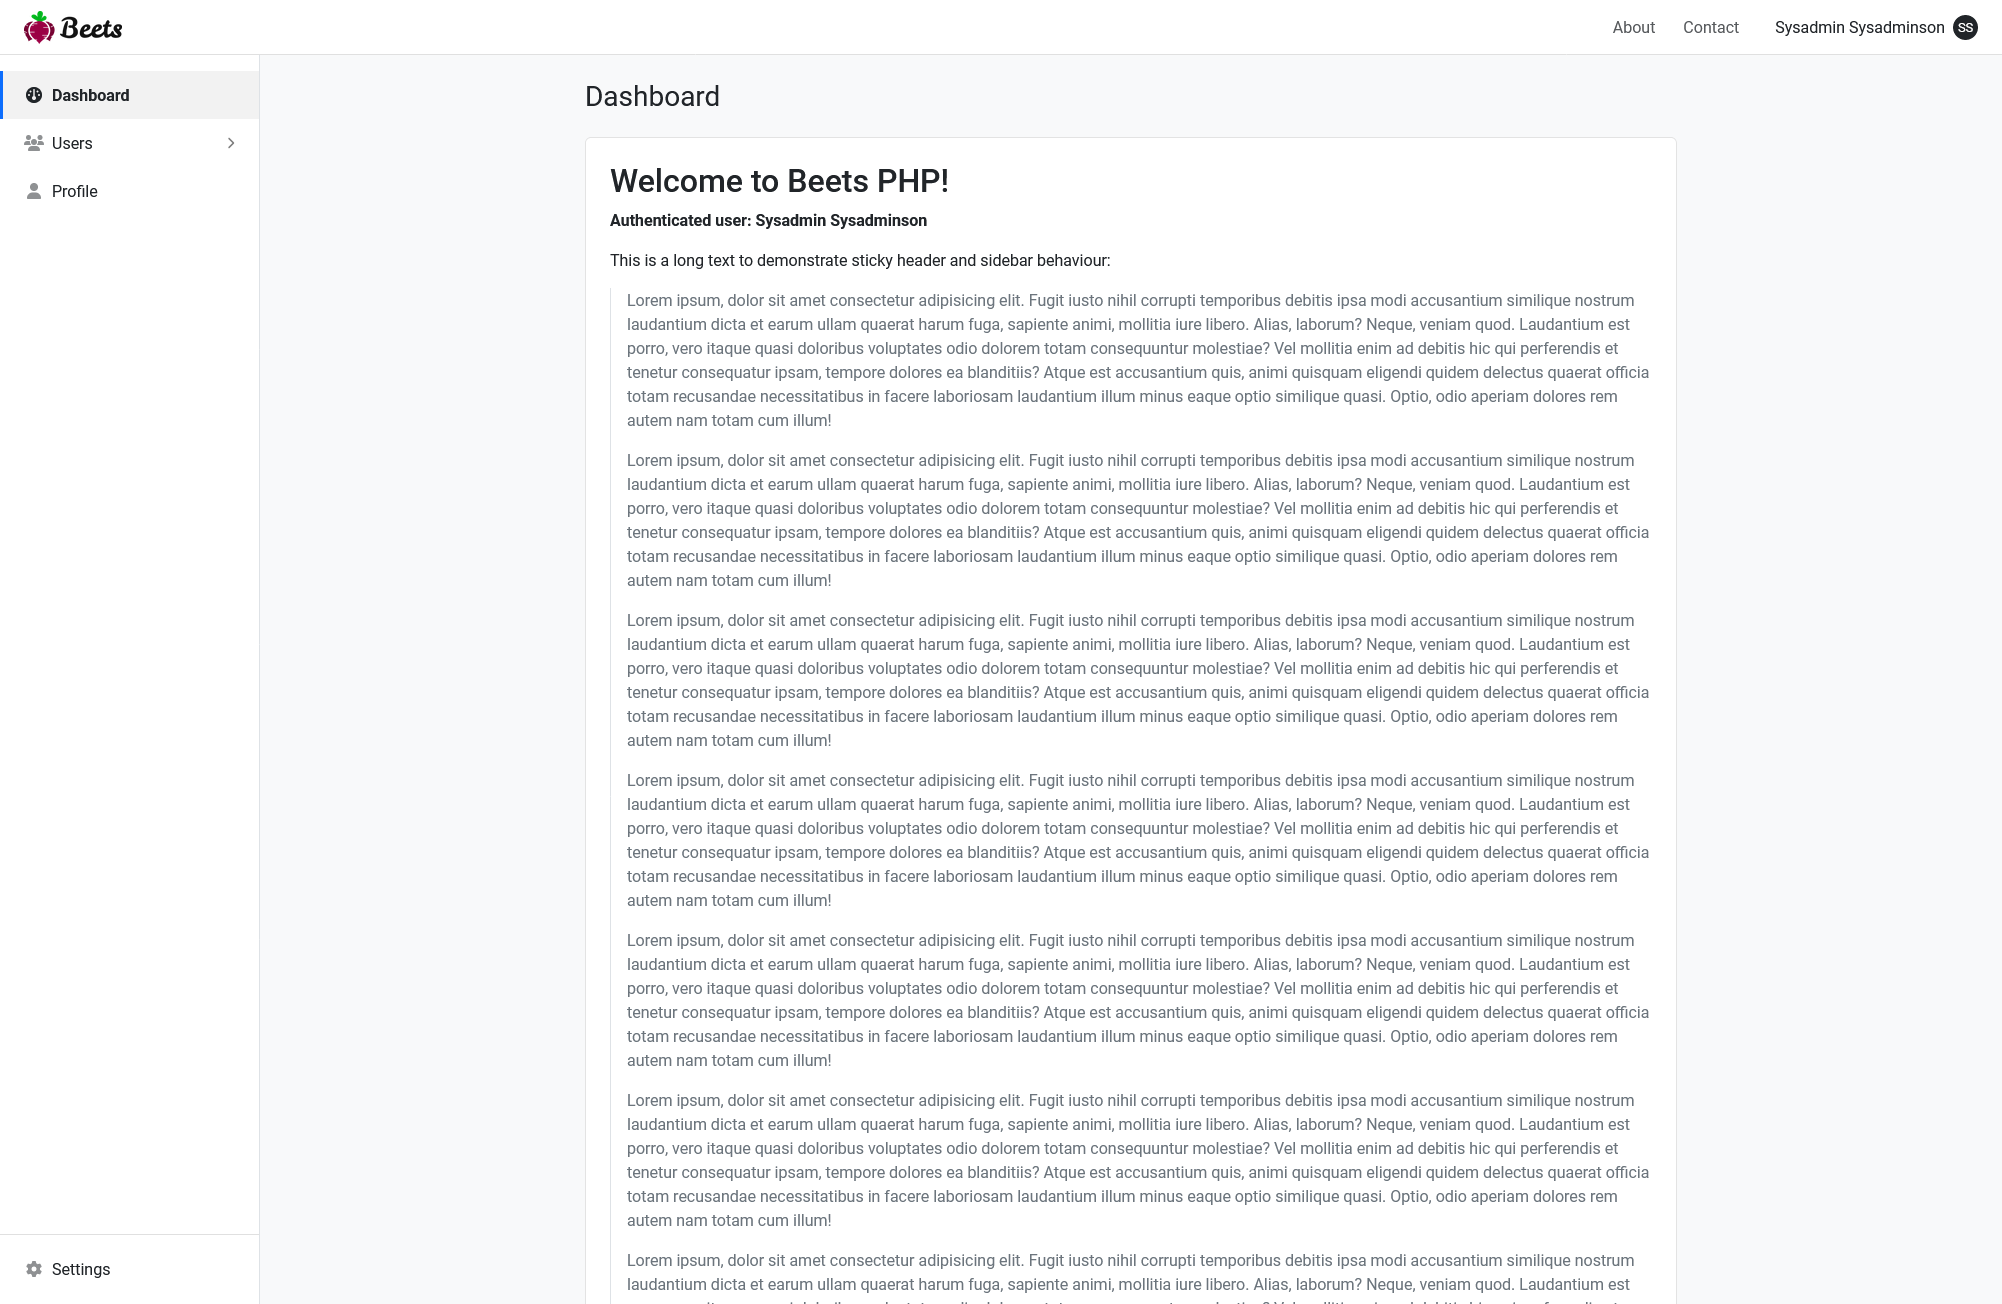 Beets
About
Contact
Sysadmin Sysadminson
SS
Dashboard
Users
Profile
Settings
Dashboard
Welcome to Beets PHP!
Authenticated user: Sysadmin Sysadminson
This is a long text to demonstrate sticky header and sidebar behaviour:
Lorem ipsum, dolor sit amet consectetur adipisicing elit. Fugit iusto nihil corrupti temporibus debitis ipsa modi accusantium similique nostrum
laudantium dicta et earum ullam quaerat harum fuga, sapiente animi, mollitia iure libero. Alias, laborum? Neque, veniam quod. Laudantium est
porro, vero itaque quasi doloribus voluptates odio dolorem totam consequuntur molestiae? Vel mollitia enim ad debitis hic qui perferendis et
tenetur consequatur ipsam, tempore dolores ea blanditiis? Atque est accusantium quis, animi quisquam eligendi quidem delectus quaerat officia
totam recusandae necessitatibus in facere laboriosam laudantium illum minus eaque optio similique quasi. Optio, odio aperiam dolores rem
autem nam totam cum illum!
Lorem ipsum, dolor sit amet consectetur adipisicing elit. Fugit iusto nihil corrupti temporibus debitis ipsa modi accusantium similique nostrum
laudantium dicta et earum ullam quaerat harum fuga, sapiente animi, mollitia iure libero. Alias, laborum? Neque, veniam quod. Laudantium est
porro, vero itaque quasi doloribus voluptates odio dolorem totam consequuntur molestiae? Vel mollitia enim ad debitis hic qui perferendis et
tenetur consequatur ipsam, tempore dolores ea blanditiis? Atque est accusantium quis, animi quisquam eligendi quidem delectus quaerat officia
totam recusandae necessitatibus in facere laboriosam laudantium illum minus eaque optio similique quasi. Optio, odio aperiam dolores rem
autem nam totam cum illum!
Lorem ipsum, dolor sit amet consectetur adipisicing elit. Fugit iusto nihil corrupti temporibus debitis ipsa modi accusantium similique nostrum
laudantium dicta et earum ullam quaerat harum fuga, sapiente animi, mollitia iure libero. Alias, laborum? Neque, veniam quod. Laudantium est
porro, vero itaque quasi doloribus voluptates odio dolorem totam consequuntur molestiae? Vel mollitia enim ad debitis hic qui perferendis et
tenetur consequatur ipsam, tempore dolores ea blanditiis? Atque est accusantium quis, animi quisquam eligendi quidem delectus quaerat officia
totam recusandae necessitatibus in facere laboriosam laudantium illum minus eaque optio similique quasi. Optio, odio aperiam dolores rem
autem nam totam cum illum!
Lorem ipsum, dolor sit amet consectetur adipisicing elit. Fugit iusto nihil corrupti temporibus debitis ipsa modi accusantium similique nostrum
laudantium dicta et earum ullam quaerat harum fuga, sapiente animi, mollitia iure libero. Alias, laborum? Neque, veniam quod. Laudantium est
porro, vero itaque quasi doloribus voluptates odio dolorem totam consequuntur molestiae? Vel mollitia enim ad debitis hic qui perferendis et
tenetur consequatur ipsam, tempore dolores ea blanditiis? Atque est accusantium quis, animi quisquam eligendi quidem delectus quaerat officia
totam recusandae necessitatibus in facere laboriosam laudantium illum minus eaque optio similique quasi. Optio, odio aperiam dolores rem
autem nam totam cum illum!
Lorem ipsum, dolor sit amet consectetur adipisicing elit. Fugit iusto nihil corrupti temporibus debitis ipsa modi accusantium similique nostrum
laudantium dicta et earum ullam quaerat harum fuga, sapiente animi, mollitia iure libero. Alias, laborum? Neque, veniam quod. Laudantium est
porro, vero itaque quasi doloribus voluptates odio dolorem totam consequuntur molestiae? Vel mollitia enim ad debitis hic qui perferendis et
tenetur consequatur ipsam, tempore dolores ea blanditiis? Atque est accusantium quis, animi quisquam eligendi quidem delectus quaerat officia
totam recusandae necessitatibus in facere laboriosam laudantium illum minus eaque optio similique quasi. Optio, odio aperiam dolores rem
autem nam totam cum illum!
Lorem ipsum, dolor sit amet consectetur adipisicing elit. Fugit iusto nihil corrupti temporibus debitis ipsa modi accusantium similique nostrum
laudantium dicta et earum ullam quaerat harum fuga, sapiente animi, mollitia iure libero. Alias, laborum? Neque, veniam quod. Laudantium est
porro, vero itaque quasi doloribus voluptates odio dolorem totam consequuntur molestiae? Vel mollitia enim ad debitis hic qui perferendis et
tenetur consequatur ipsam, tempore dolores ea blanditiis? Atque est accusantium quis, animi quisquam eligendi quidem delectus quaerat officia
totam recusandae necessitatibus in facere laboriosam laudantium illum minus eaque optio similique quasi. Optio, odio aperiam dolores rem
autem nam totam cum illum!
Lorem ipsum, dolor sit amet consectetur adipisicing elit. Fugit iusto nihil corrupti temporibus debitis ipsa modi accusantium similique nostrum
laudantium dicta et earum ullam quaerat harum fuga, sapiente animi, mollitia iure libero. Alias, laborum? Neque, veniam quod. Laudantium est